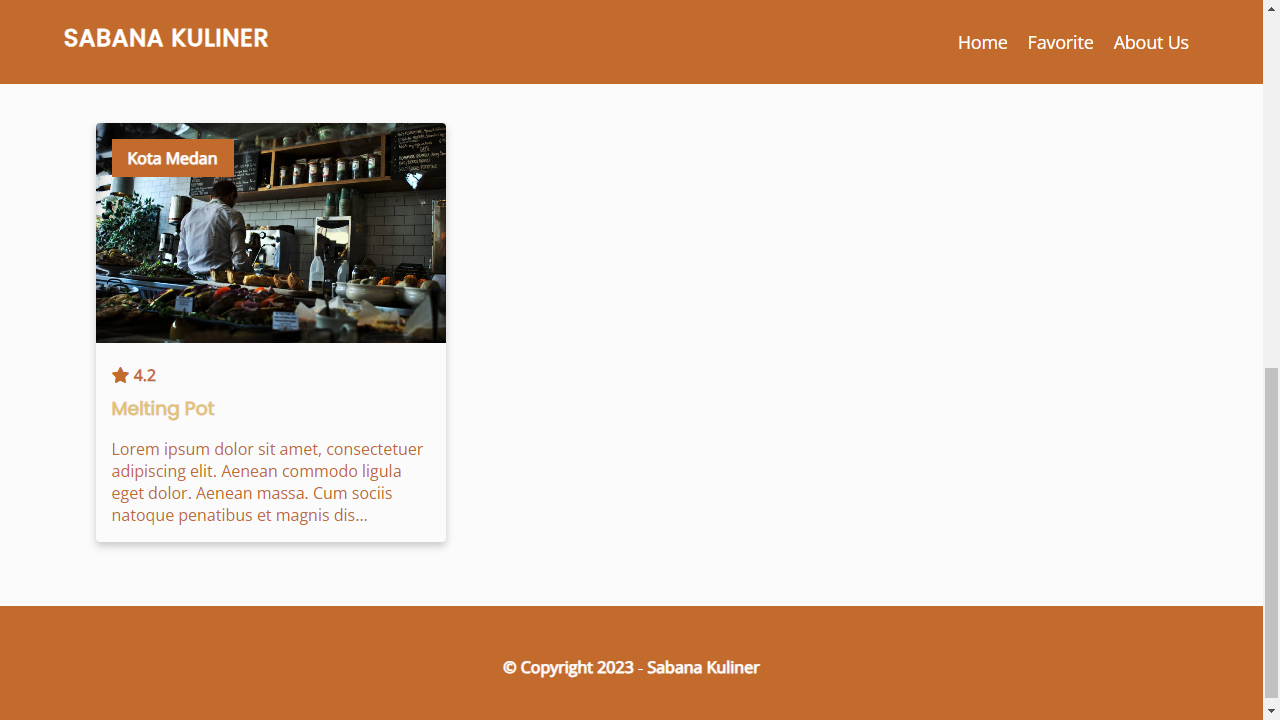 SABANA KULINER
Home Favorite About Us
Kota Medan
4.2
Melting Pot
Lorem ipsum dolor sit amet, consectetuer
adipiscing elit. Aenean commodo ligula
eget dolor. Aenean massa. Cum sociis
natoque penatibus et magnis dis...
© Copyright 2023 - Sabana Kuliner